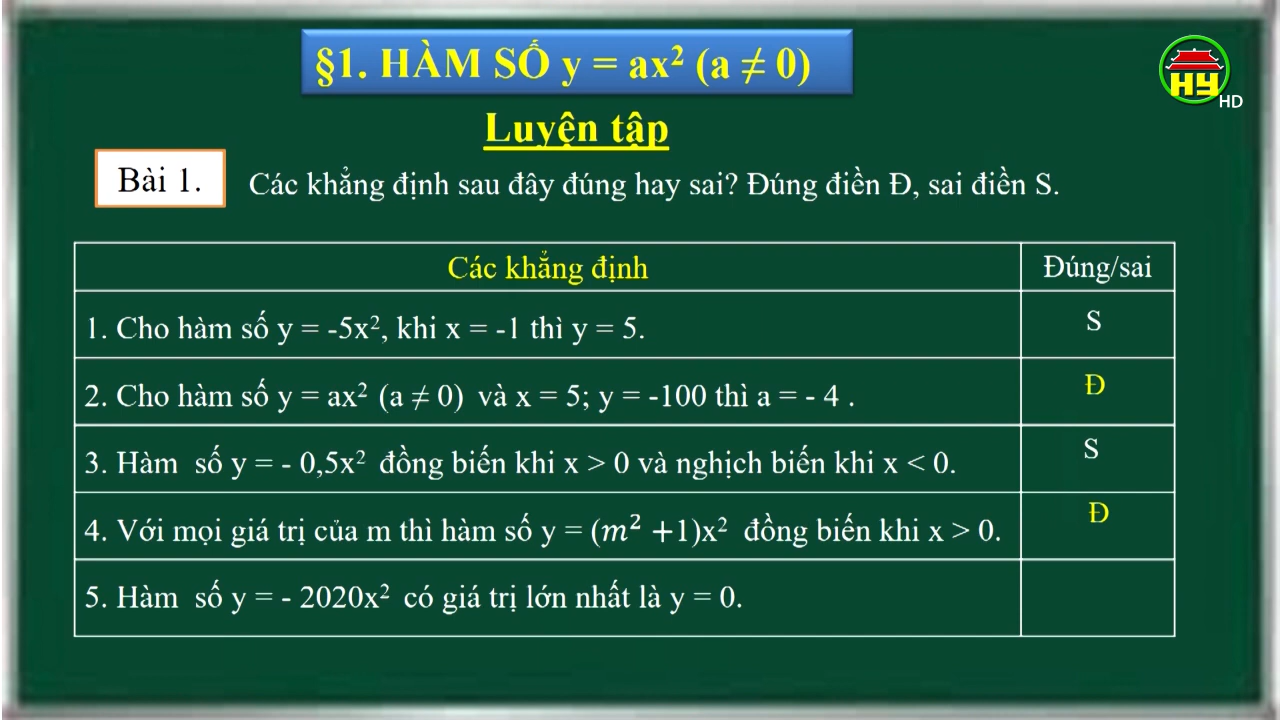 §1. HÀM SỐ y = ax² (a ≠ 0)
HY HD
Luyện tập
Bài 1.
Các khẳng định sau đây đúng hay sai? Đúng điền Đ, sai điền S.
Các khẳng định
Đúng/sai
1. Cho hàm số y = -5x², khi x = -1 thì y = 5.
S
2. Cho hàm số y = ax² (a ≠ 0) và x = 5; y = -100 thì a = - 4 .
Đ
3. Hàm số y = - 0,5x² đồng biến khi x > 0 và nghịch biến khi x < 0.
S
4. Với mọi giá trị của m thì hàm số y = (m² +1)x² đồng biến khi x > 0.
Đ
5. Hàm số y = - 2020x² có giá trị lớn nhất là y = 0.